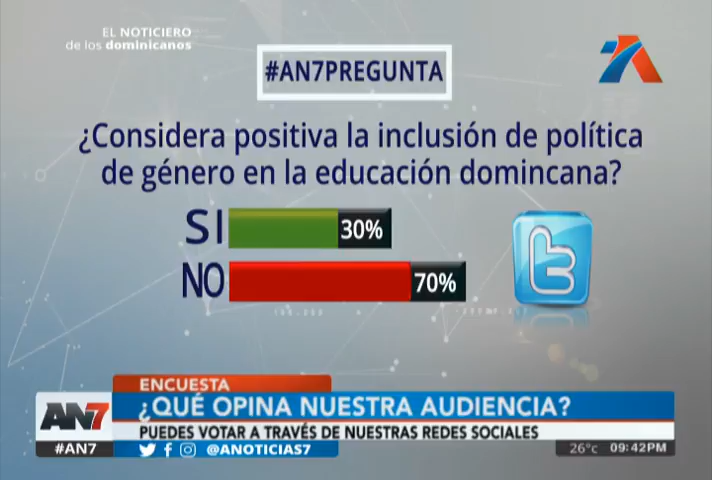 EL NOTICIERO
de los dominicanos
#AN7PREGUNTA
¿Considera positiva la inclusión de política
de género en la educación domincana?
SI 30%
NO 70%
ENCUESTA
AN7 ¿QUÉ OPINA NUESTRA AUDIENCIA?
PUEDES VOTAR A TRAVÉS DE NUESTRAS REDES SOCIALES
#AN7 @ANOTICIAS7 26°c 09:42PM